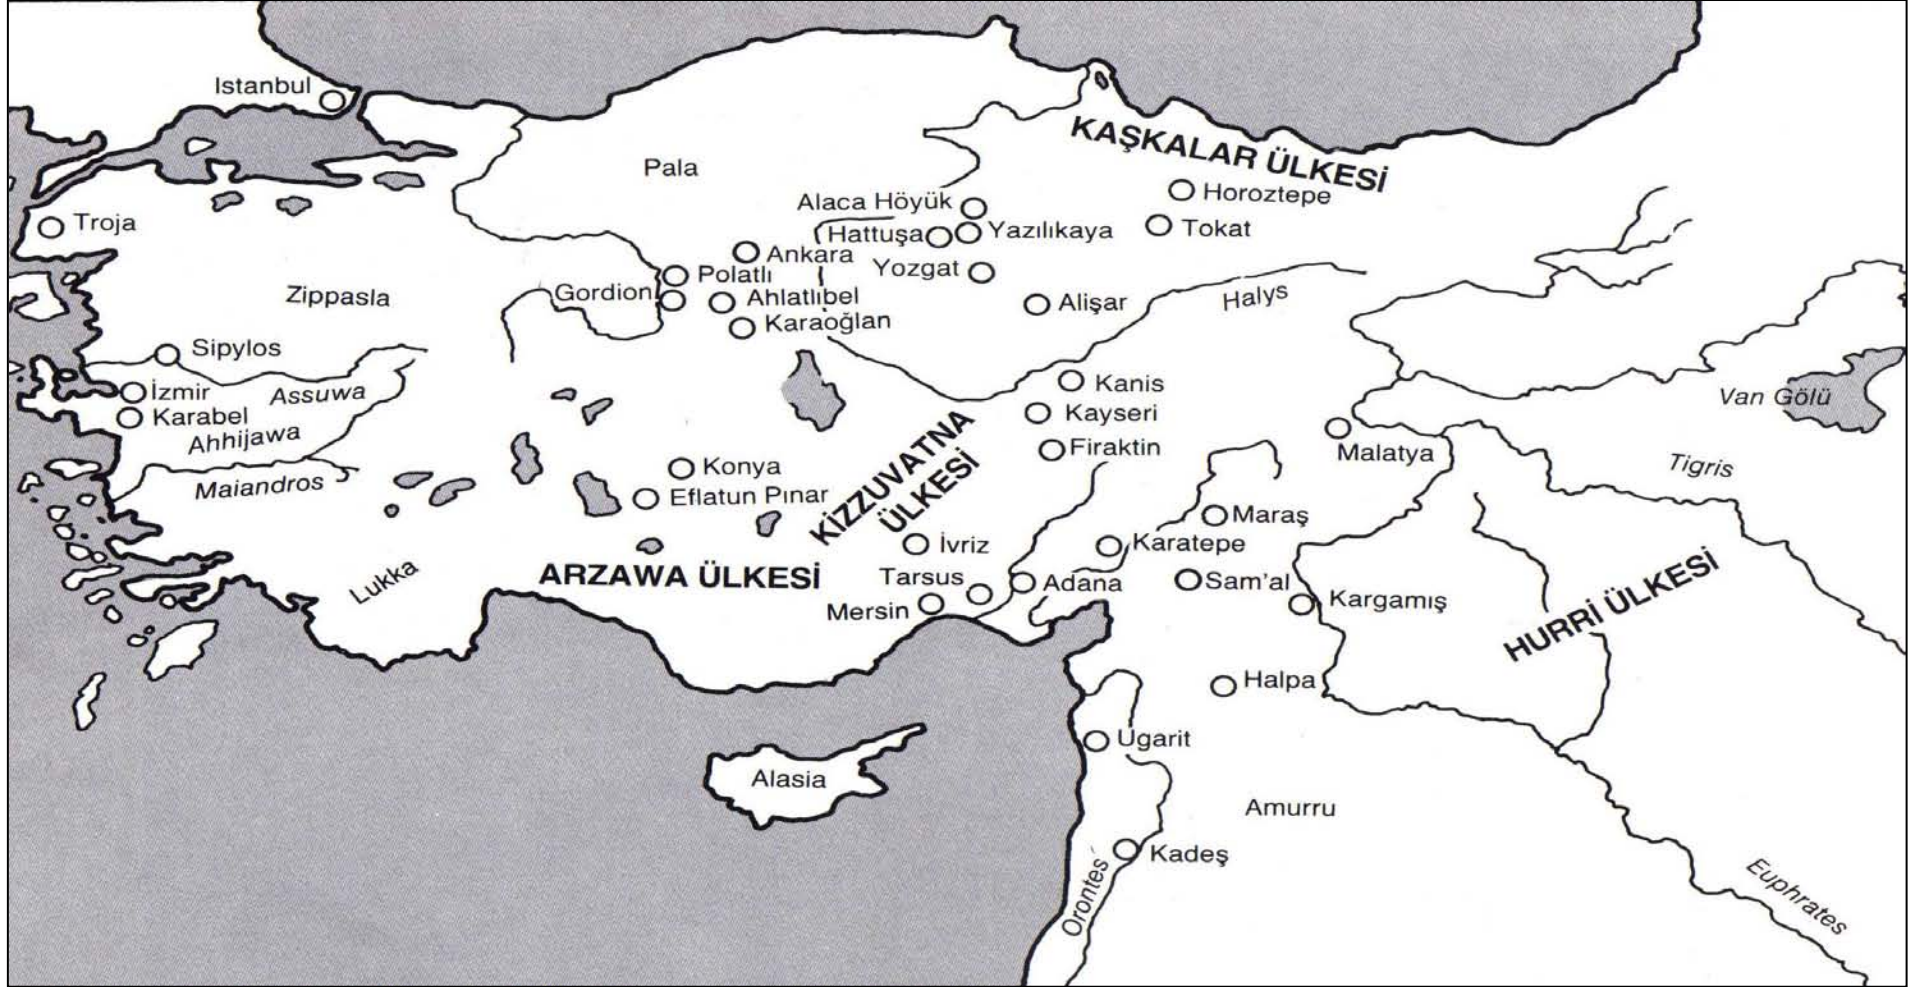 Istanbul
Pala
KAŞKALAR ÜLKESİ
Troja
Alaca Höyük
Horoztepe
Hattuşa
Yazılıkaya
Tokat
Ankara
Polatlı
Yozgat
Zippasla
Gordion
Ahlatlıbel
Alişar
Halys
Karaoğlan
Sipylos
İzmir
Assuwa
Kanis
Van Gölü
Karabel
Kayseri
Ahhijawa
Firaktin
Malatya
Konya
KİZZUVATNA
ÜLKESİ
Tigris
Maiandros
Eflatun Pınar
Maraş
İvriz
Karatepe
Lukka
ARZAWA ÜLKESİ
Tarsus
Adana
Sam'al
Mersin
Kargamış
HURRİ ÜLKESİ
Halpa
Ugarit
Alasia
Amurru
Kadeş
Orontes
Euphrates